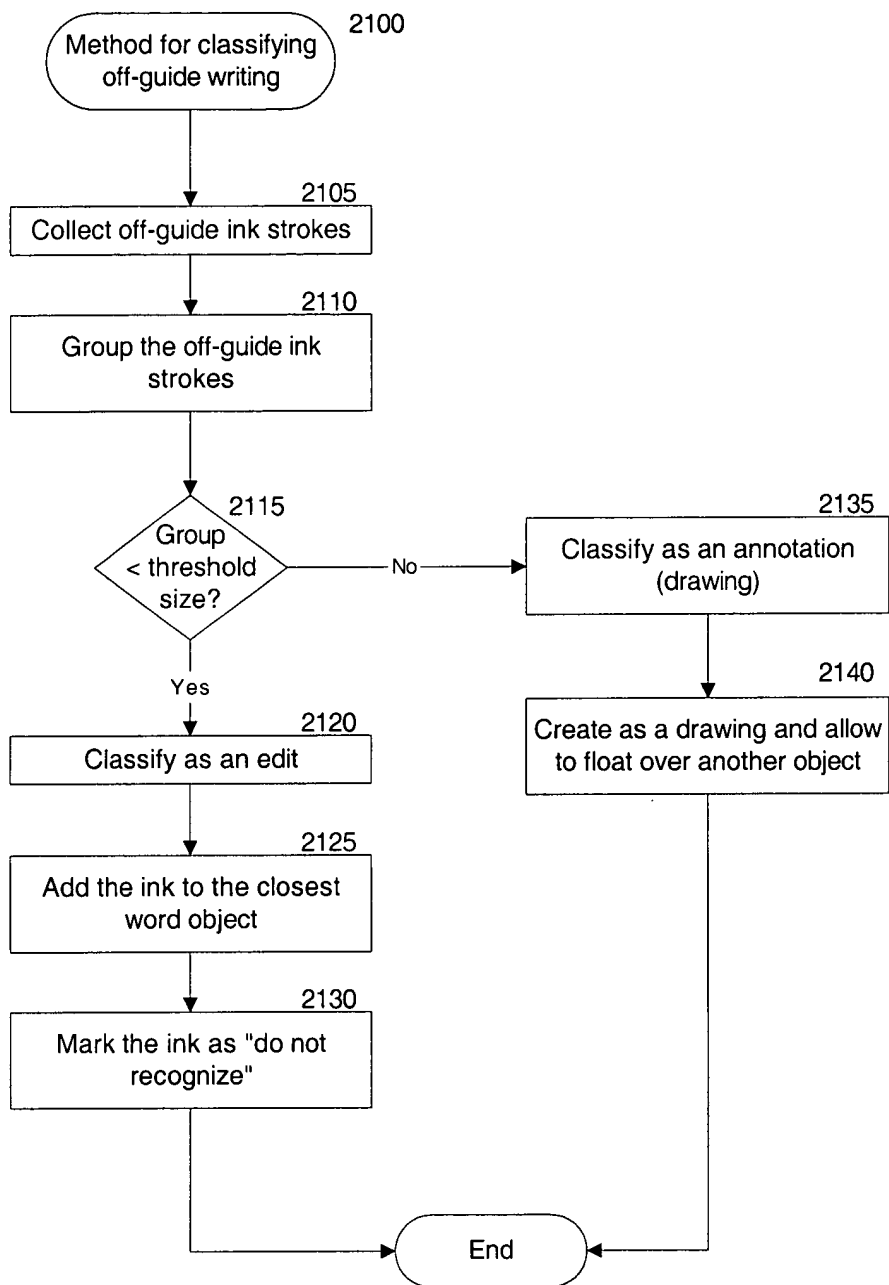 Method for classifying
off-guide writing
2100
2105
Collect off-guide ink strokes
2110
Group the off-guide ink
strokes
2115
Group
< threshold
size?
No
Yes
2135
Classify as an annotation
(drawing)
2140
Create as a drawing and allow
to float over another object
2120
Classify as an edit
2125
Add the ink to the closest
word object
2130
Mark the ink as "do not
recognize"
End